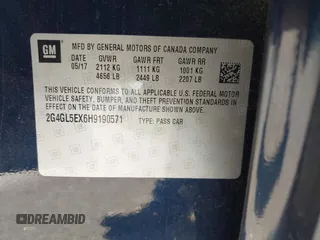 GM
MFD BY GENERAL MOTORS OF CANADA COMPANY
DATE GVWR GAWR FRT GAWR RR
05/17 2112 KG 1111 KG 1001 KG
4656 LB 2449 LB 2207 LB
THIS VEHICLE CONFORMS TO ALL APPLICABLE U.S. FEDERAL MOTOR
VEHICLE SAFETY, BUMPER, AND THEFT PREVENTION STANDARDS IN
EFFECT ON THE DATE OF MANUFACTURE SHOWN ABOVE.
2G4GL5EX6H9190571 TYPE: PASS CAR
DREAMBID